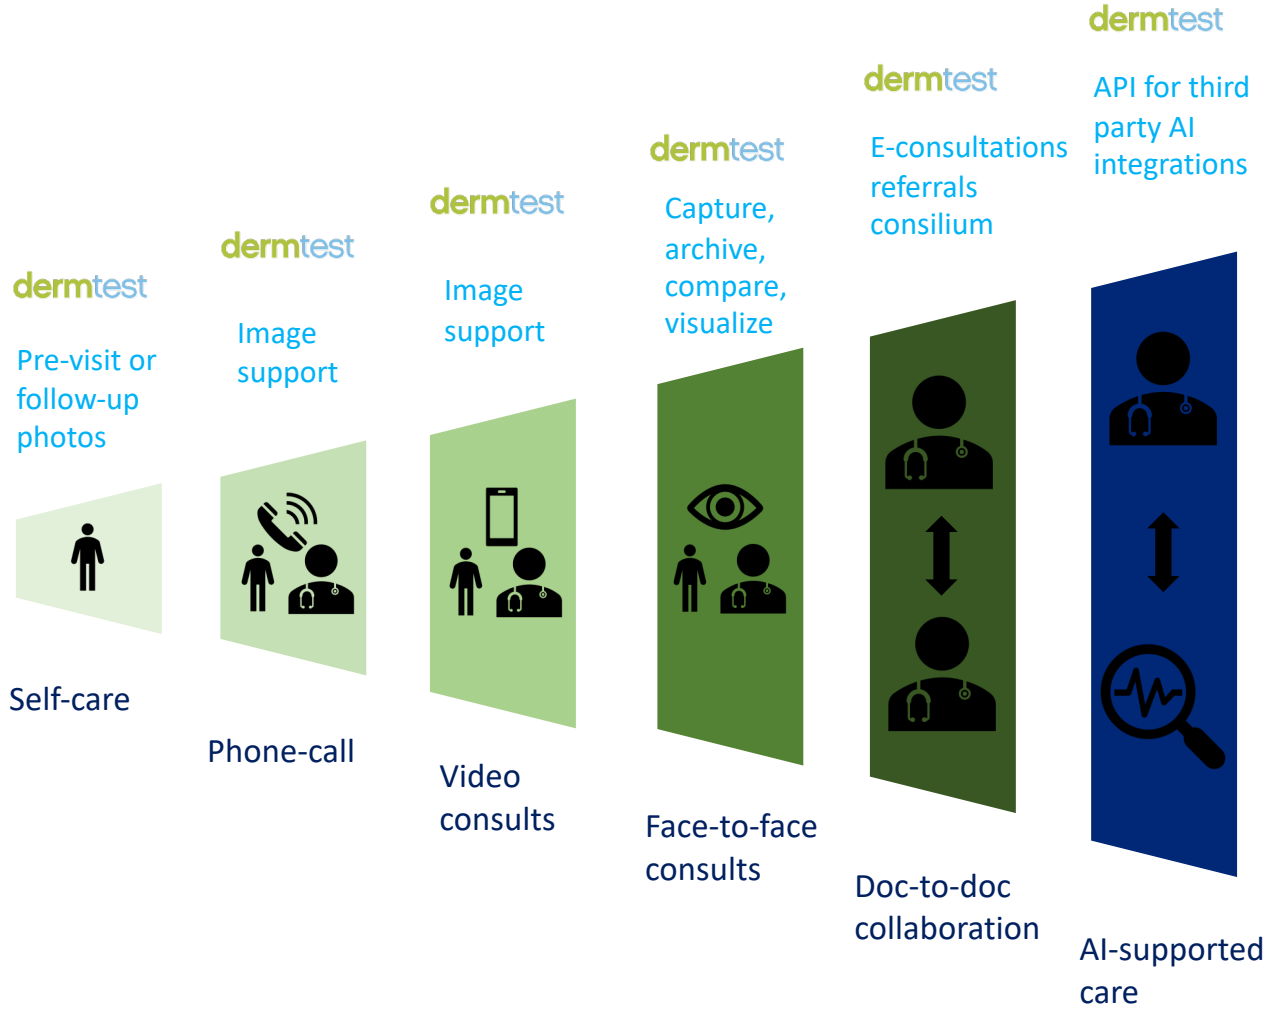 dermtest
Pre-visit or
follow-up
photos
Self-care
dermtest
Image
support
Phone-call
dermtest
Image
support
Video
consults
dermtest
Capture,
archive,
compare,
visualize
Face-to-face
consults
dermtest
E-consultations
referrals
consilium
Doc-to-doc
collaboration
dermtest
API for third
party AI
integrations
AI-supported
care